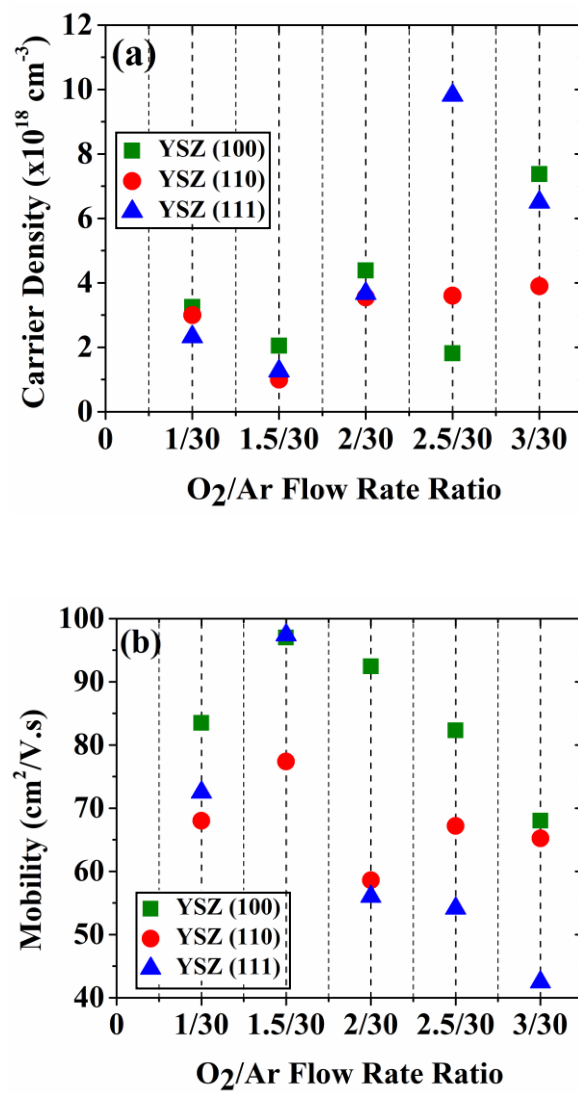 (a)
Carrier Density (x10¹⁸ cm⁻³)
12
10
8
6
4
2
0
YSZ (100)
YSZ (110)
YSZ (111)
0 1/30 1.5/30 2/30 2.5/30 3/30
O₂/Ar Flow Rate Ratio
(b)
Mobility (cm²/V.s)
100
90
80
70
60
50
40
YSZ (100)
YSZ (110)
YSZ (111)
0 1/30 1.5/30 2/30 2.5/30 3/30
O₂/Ar Flow Rate Ratio